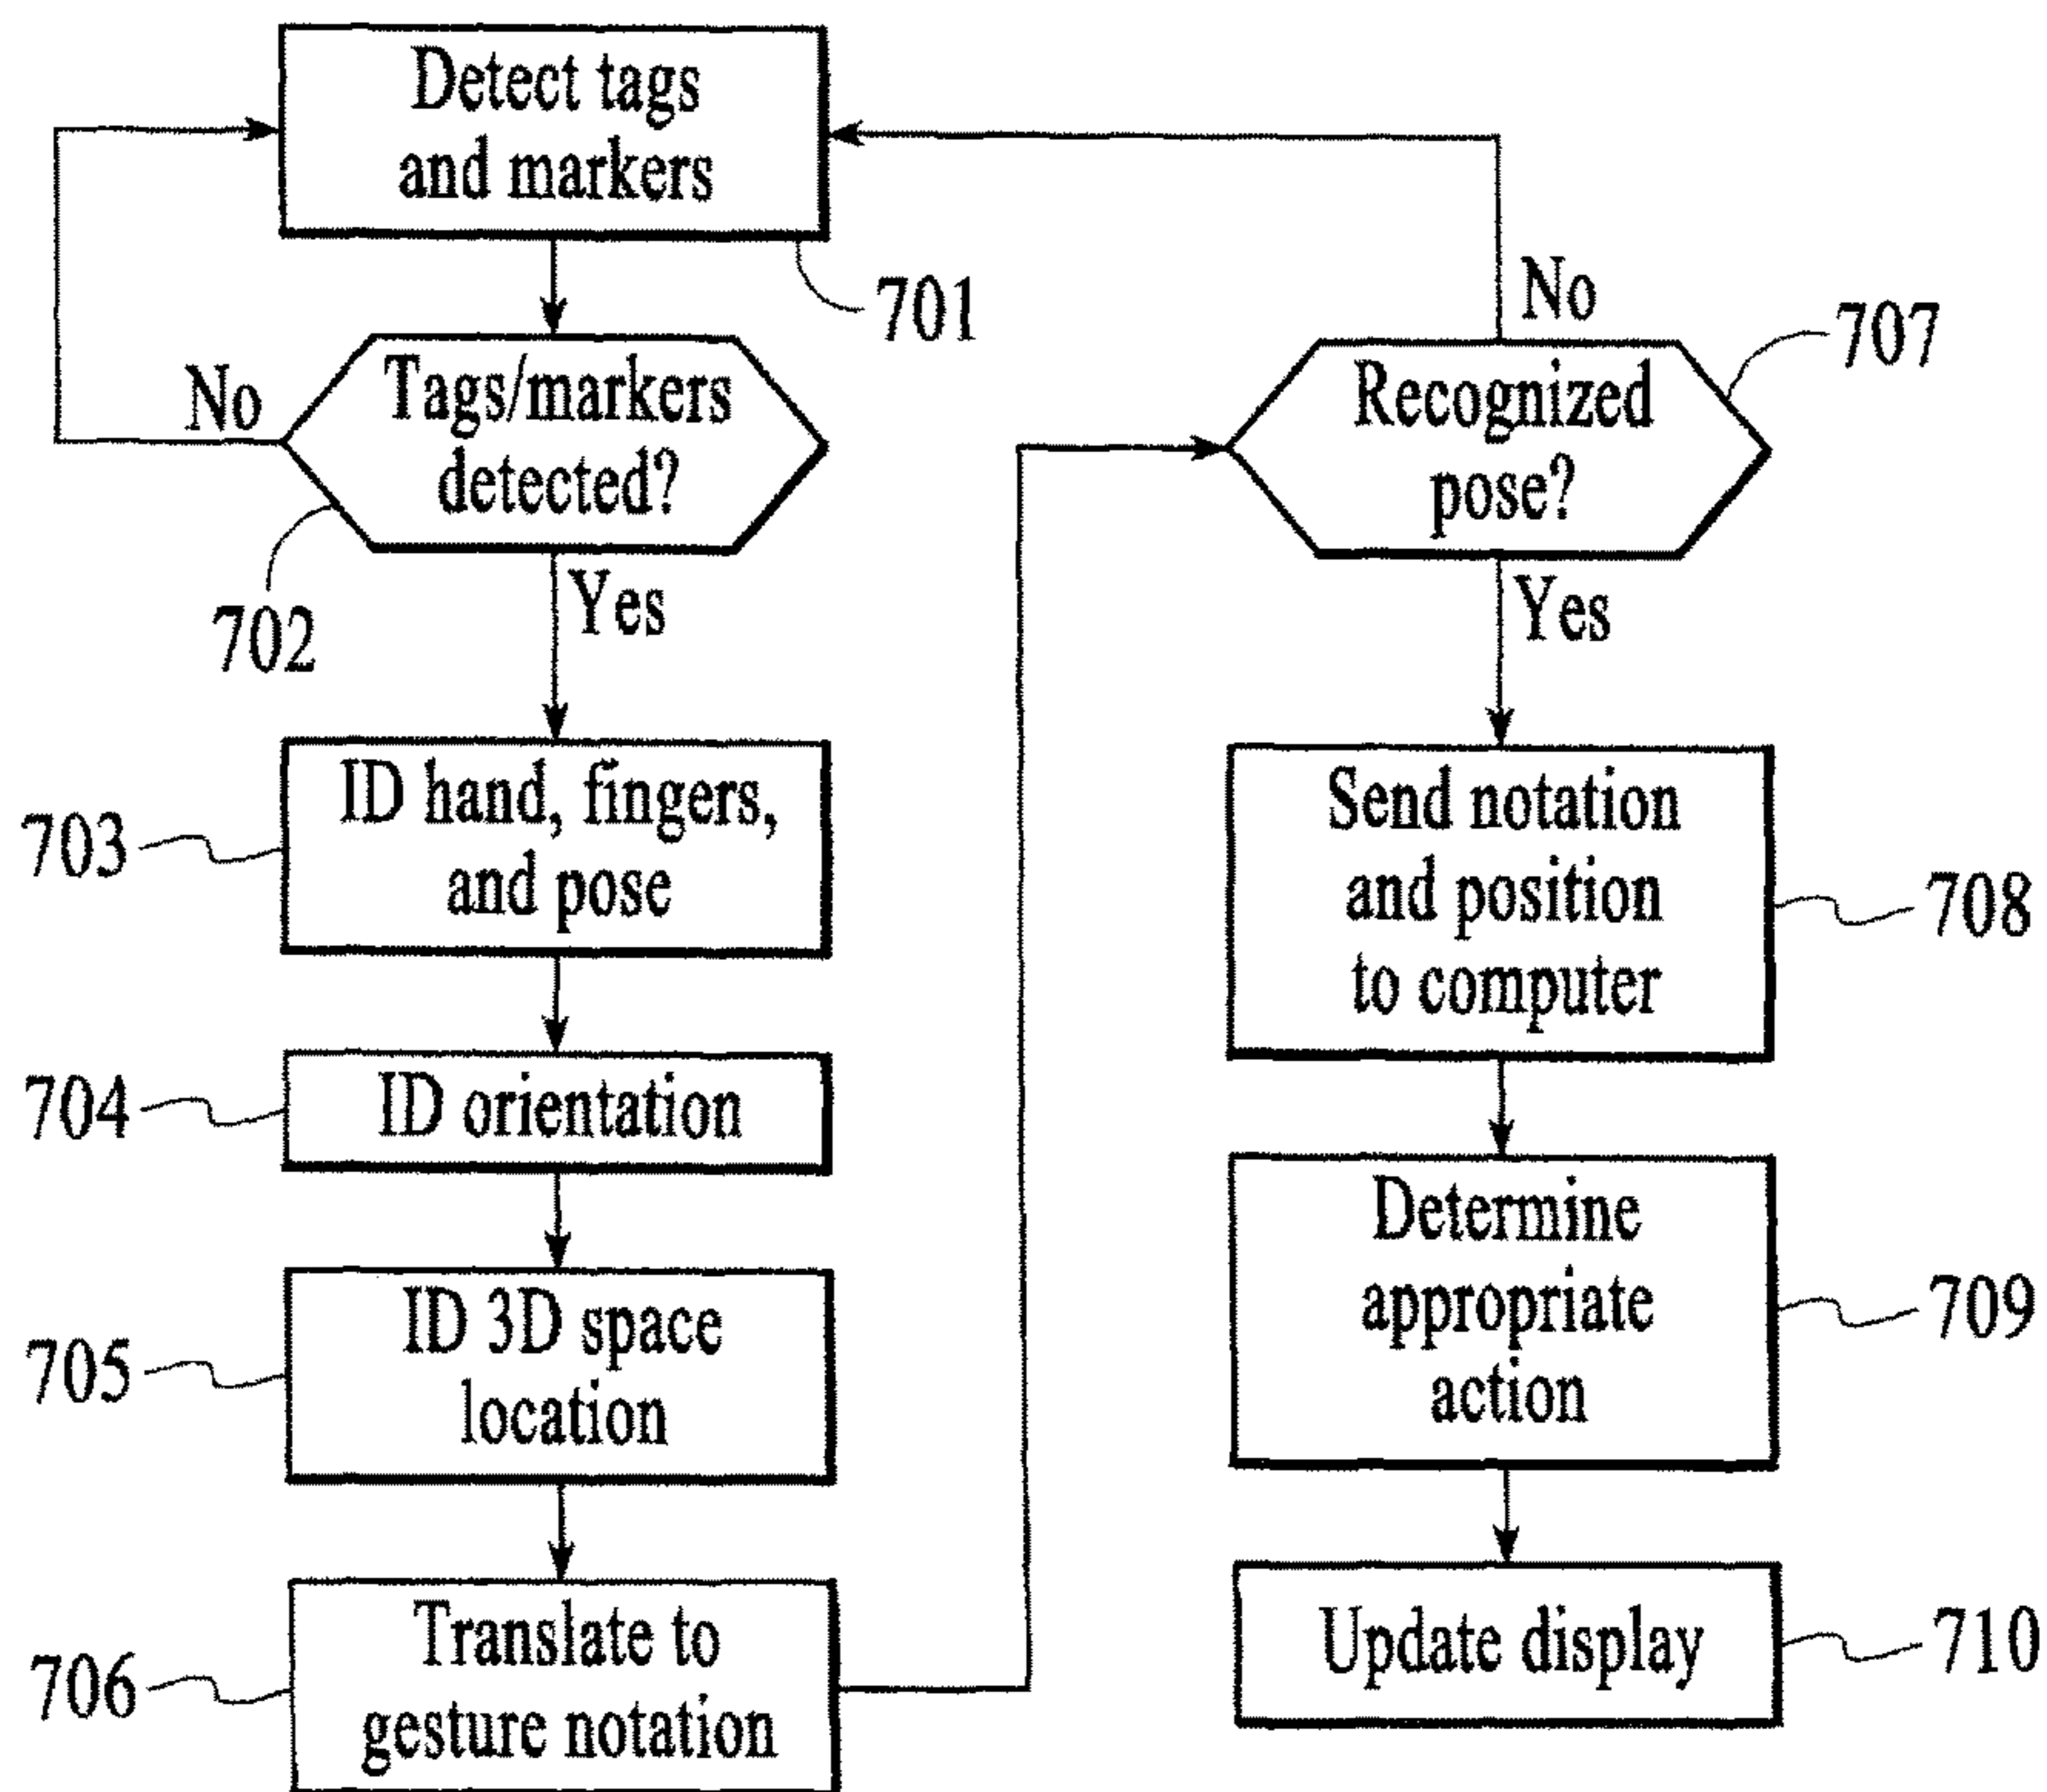 Detect tags
and markers
701
No
Tags/markers
detected?
702
Yes
703
ID hand, fingers,
and pose
704
ID orientation
705
ID 3D space
location
706
Translate to
gesture notation
No
707
Recognized
pose?
Yes
Send notation
and position
to computer
708
Determine
appropriate
action
709
Update display
710